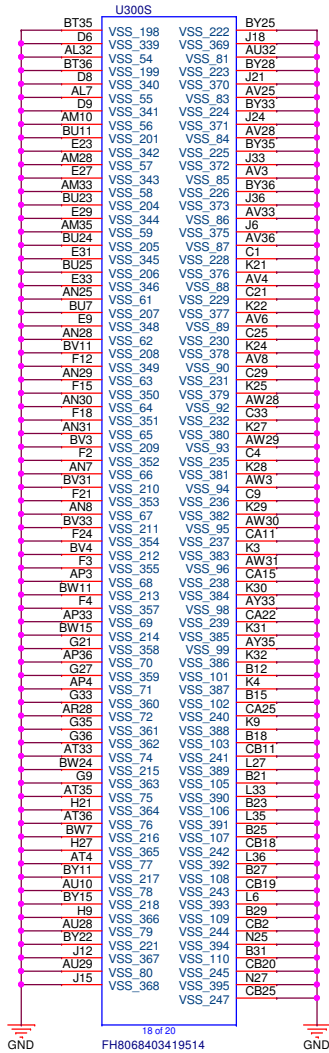 U300S
BT35 VSS_198 VSS_222 BY25
D6 VSS_339 VSS_369 J18
AL32 VSS_54 VSS_81 AU32
BT36 VSS_199 VSS_223 BY28
D8 VSS_340 VSS_370 J21
AL7 VSS_55 VSS_83 AV25
D9 VSS_341 VSS_224 BY33
AM10 VSS_56 VSS_371 J24
BU11 VSS_201 VSS_84 AV28
E23 VSS_342 VSS_225 BY35
AM28 VSS_57 VSS_372 J33
E27 VSS_343 VSS_85 AV3
AM33 VSS_58 VSS_226 BY36
BU23 VSS_204 VSS_373 J36
E29 VSS_344 VSS_86 AV33
AM35 VSS_59 VSS_375 J6
BU24 VSS_205 VSS_87 AV36
E31 VSS_345 VSS_228 C1
BU25 VSS_206 VSS_376 K21
E33 VSS_346 VSS_88 AV4
AN25 VSS_61 VSS_229 C21
BU7 VSS_207 VSS_377 K22
E9 VSS_348 VSS_89 AV6
AN28 VSS_62 VSS_230 C25
BV11 VSS_208 VSS_378 K24
F12 VSS_349 VSS_90 AV8
AN29 VSS_63 VSS_231 C29
F15 VSS_350 VSS_379 K25
AN30 VSS_64 VSS_92 AW28
F18 VSS_351 VSS_232 C33
AN31 VSS_65 VSS_380 K27
BV3 VSS_209 VSS_93 AW29
F2 VSS_352 VSS_235 C4
AN7 VSS_66 VSS_381 K28
BV31 VSS_210 VSS_94 AW3
F21 VSS_353 VSS_236 C9
AN8 VSS_67 VSS_382 K29
BV33 VSS_211 VSS_95 AW30
F24 VSS_354 VSS_237 CA11
BV4 VSS_212 VSS_383 K3
F3 VSS_355 VSS_96 AW31
AP3 VSS_68 VSS_238 CA15
BW11 VSS_213 VSS_384 K30
F4 VSS_357 VSS_98 AY33
AP33 VSS_69 VSS_239 CA22
BW15 VSS_214 VSS_385 K31
G21 VSS_358 VSS_99 AY35
AP36 VSS_70 VSS_386 K32
G27 VSS_359 VSS_101 B12
AP4 VSS_71 VSS_387 K4
G33 VSS_360 VSS_102 B15
AR28 VSS_72 VSS_240 CA25
G35 VSS_361 VSS_388 K9
G36 VSS_362 VSS_103 B18
AT33 VSS_74 VSS_241 CB11
BW24 VSS_215 VSS_389 L27
G9 VSS_363 VSS_105 B21
AT35 VSS_75 VSS_390 L33
H21 VSS_364 VSS_106 B23
AT36 VSS_76 VSS_391 L35
BW7 VSS_216 VSS_107 B25
H27 VSS_365 VSS_242 CB18
AT4 VSS_77 VSS_392 L36
BY11 VSS_217 VSS_108 B27
AU10 VSS_78 VSS_243 CB19
BY15 VSS_218 VSS_393 L6
H9 VSS_366 VSS_109 B29
AU28 VSS_79 VSS_244 CB2
BY22 VSS_221 VSS_394 N25
J12 VSS_367 VSS_110 B31
AU29 VSS_80 VSS_245 CB20
J15 VSS_368 VSS_395 N27
VSS_247 CB25
18 of 20
GND FH8068403419514 GND